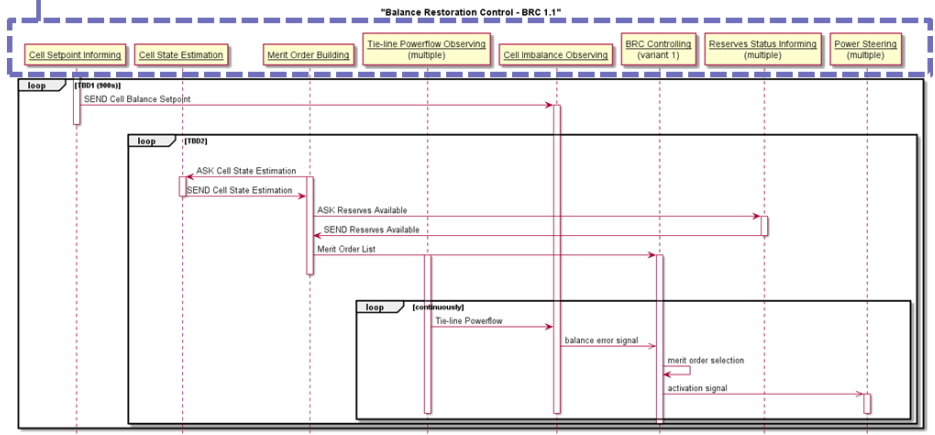 "Balance Restoration Control - BRC 1.1"
Cell Setpoint Informing
Cell State Estimation
Merit Order Building
Tie-line Powerflow Observing
(multiple)
Cell Imbalance Observing
BRC Controlling
(variant 1)
Reserves Status Informing
(multiple)
Power Steering
(multiple)
loop [TBD1 (900s)]
SEND Cell Balance Setpoint
loop [TBD2]
ASK Cell State Estimation
SEND Cell State Estimation
ASK Reserves Available
SEND Reserves Available
Merit Order List
loop [continuously]
Tie-line Powerflow
balance error signal
merit order selection
activation signal